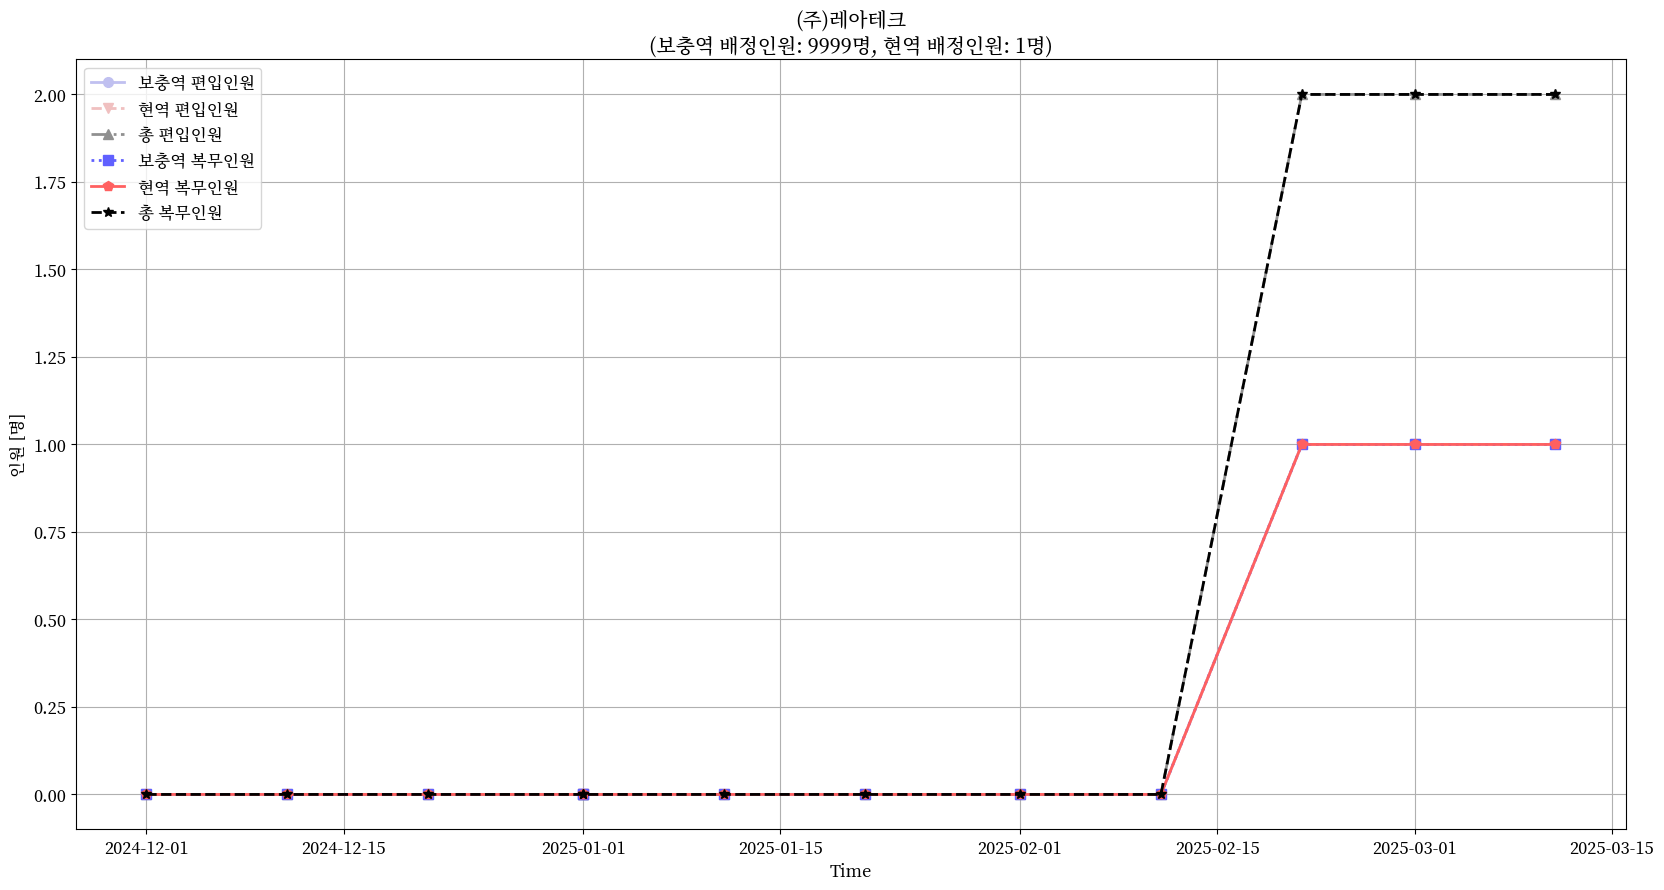 (주)레아테크
(보충역 배정인원: 9999명, 현역 배정인원: 1명)
보충역 편입인원
현역 편입인원
총 편입인원
보충역 복무인원
현역 복무인원
총 복무인원
2.00
1.75
1.50
1.25
1.00
0.75
0.50
0.25
0.00
인원 [명]
2024-12-01
2024-12-15
2025-01-01
2025-01-15
2025-02-01
2025-02-15
2025-03-01
2025-03-15
Time